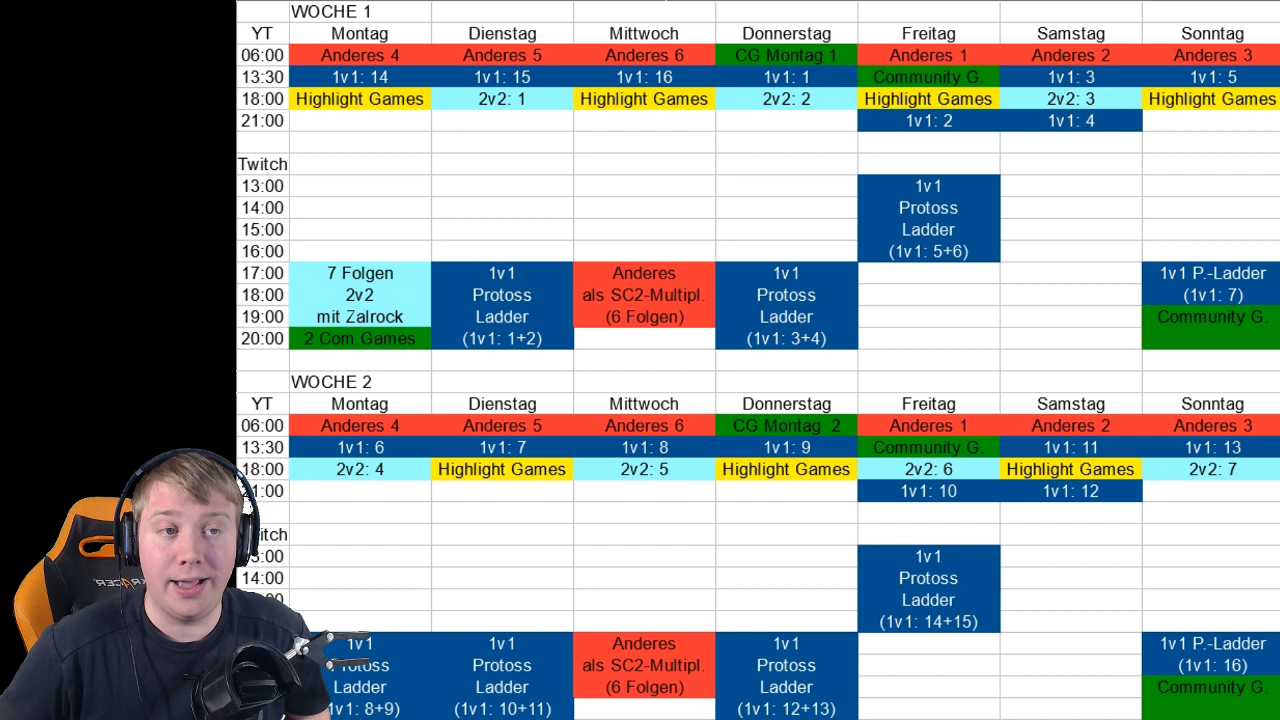 WOCHE 1
YT Montag Dienstag Mittwoch Donnerstag Freitag Samstag Sonntag
06:00 Anderes 4 Anderes 5 Anderes 6 CG Montag 1 Anderes 1 Anderes 2 Anderes 3
13:30 1v1: 14 1v1: 15 1v1: 16 1v1: 1 Community G. 1v1: 3 1v1: 5
18:00 Highlight Games 2v2: 1 Highlight Games 2v2: 2 Highlight Games 2v2: 3 Highlight Games
21:00 1v1: 2 1v1: 4
Twitch
13:00 1v1
14:00 Protoss
15:00 Ladder
16:00 (1v1: 5+6)
17:00 7 Folgen 1v1 Anderes 1v1 1v1 P.-Ladder
18:00 2v2 Protoss als SC2-Multipl. Protoss (1v1: 7)
19:00 mit Zalrock Ladder (6 Folgen) Ladder Community G.
20:00 2 Com.Games (1v1: 1+2) (1v1: 3+4)
WOCHE 2
YT Montag Dienstag Mittwoch Donnerstag Freitag Samstag Sonntag
06:00 Anderes 4 Anderes 5 Anderes 6 CG Montag 2 Anderes 1 Anderes 2 Anderes 3
13:30 1v1: 6 1v1: 7 1v1: 8 1v1: 9 Community G. 1v1: 11 1v1: 13
18:00 2v2: 4 Highlight Games 2v2: 5 Highlight Games 2v2: 6 Highlight Games 2v2: 7
21:00 1v1: 10 1v1: 12
itch
3:00 1v1
14:00 Protoss
Ladder
(1v1: 14+15)
1v1 1v1 Anderes 1v1 1v1 P.-Ladder
Protoss Protoss als SC2-Multipl. Protoss (1v1: 16)
Ladder Ladder (6 Folgen) Ladder Community G.
1v1: 8+9) (1v1: 10+11) (1v1: 12+13)